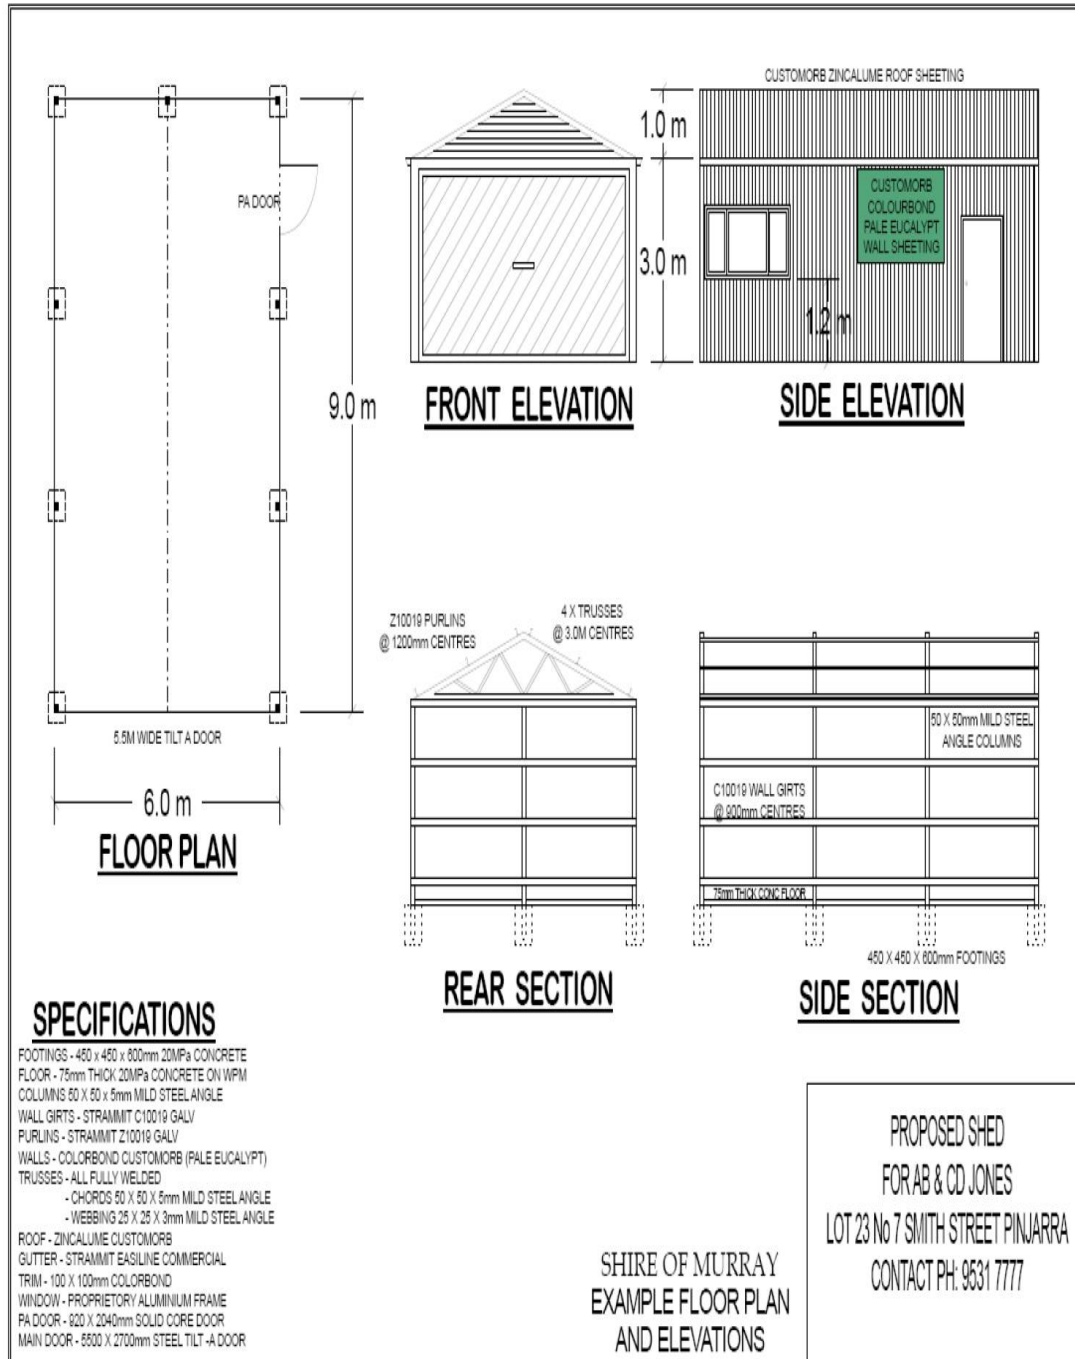 CUSTOMORB ZINCALUME ROOF SHEETING
1.0 m
CUSTOMORB
COLOURBOND
PALE EUCALYPT
WALL SHEETING
PA DOOR
3.0 m
1.2 m
9.0 m
FRONT ELEVATION
SIDE ELEVATION
Z10019 PURLINS
@ 1200mm CENTRES
4 X TRUSSES
@ 3.0M CENTRES
50 X 50mm MILD STEEL
ANGLE COLUMNS
5.5M WIDE TILT A DOOR
6.0 m
FLOOR PLAN
C10019 WALL GIRTS
@ 900mm CENTRES
75mm THICK CONC FLOOR
450 X 450 X 600mm FOOTINGS
REAR SECTION
SIDE SECTION
SPECIFICATIONS
FOOTINGS - 450 x 450 x 600mm 20MPa CONCRETE
FLOOR - 75mm THICK 20MPa CONCRETE ON WPM
COLUMNS 50 X 50 x 5mm MILD STEEL ANGLE
WALL GIRTS - STRAMMIT C10019 GALV
PURLINS - STRAMMIT Z10019 GALV
WALLS - COLORBOND CUSTOMORB (PALE EUCALYPT)
TRUSSES - ALL FULLY WELDED
- CHORDS 50 X 50 X 5mm MILD STEEL ANGLE
- WEBBING 25 X 25 X 3mm MILD STEEL ANGLE
ROOF - ZINCALUME CUSTOMORB
GUTTER - STRAMMIT EASILINE COMMERCIAL
TRIM - 100 X 100mm COLORBOND
WINDOW - PROPRIETORY ALUMINIUM FRAME
PA DOOR - 920 X 2040mm SOLID CORE DOOR
MAIN DOOR - 5500 X 2700mm STEEL TILT -A DOOR
SHIRE OF MURRAY
EXAMPLE FLOOR PLAN
AND ELEVATIONS
PROPOSED SHED
FOR AB & CD JONES
LOT 23 No 7 SMITH STREET PINJARRA
CONTACT PH: 9531 7777